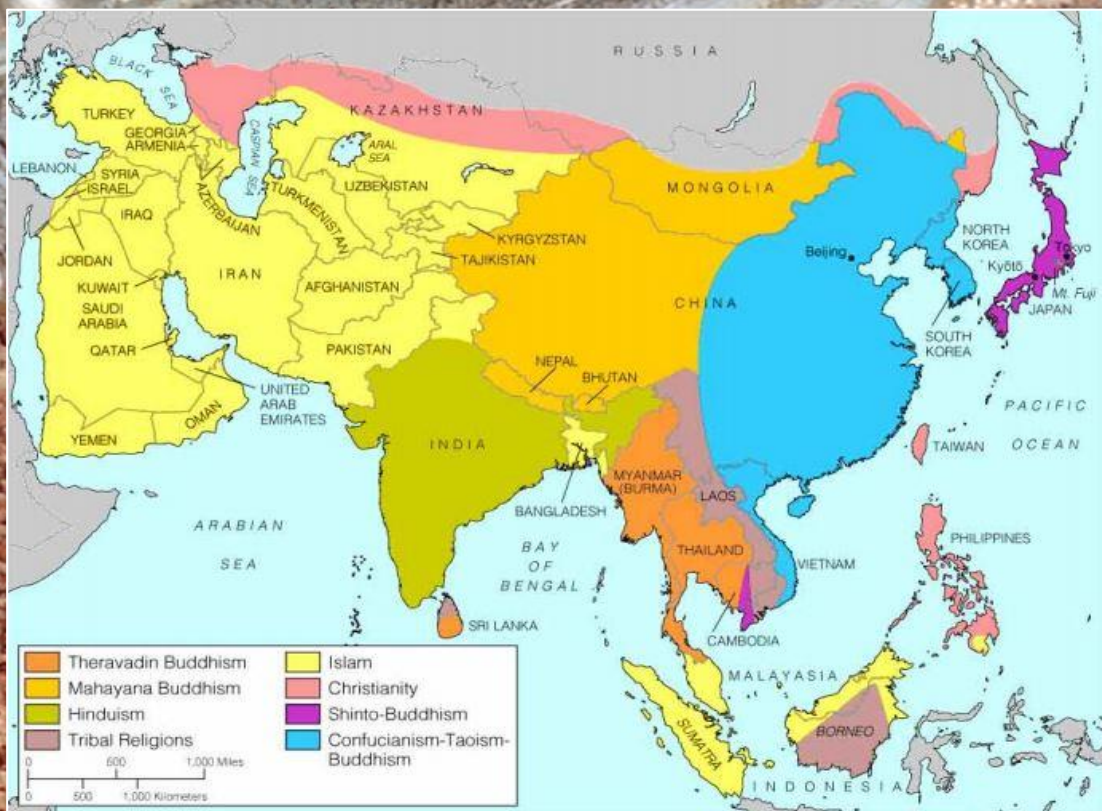 RUSSIA
BLACK SEA
KAZAKHSTAN
TURKEY
GEORGIA
ARMENIA
CASPIAN SEA
ARAL SEA
LEBANON
SYRIA
ISRAEL
AZERBAIJAN
TURKMENISTAN
UZBEKISTAN
MONGOLIA
IRAQ
KYRGYZSTAN
NORTH KOREA
JORDAN
IRAN
TAJIKISTAN
Beijing
Tokyo
Kyōtō
KUWAIT
AFGHANISTAN
CHINA
Mt. Fuji
JAPAN
SAUDI ARABIA
QATAR
PAKISTAN
SOUTH KOREA
NEPAL
BHUTAN
UNITED ARAB EMIRATES
OMAN
YEMEN
INDIA
PACIFIC OCEAN
TAIWAN
MYANMAR (BURMA)
LAOS
BANGLADESH
ARABIAN SEA
BAY OF BENGAL
THAILAND
PHILIPPINES
VIETNAM
SRI LANKA
CAMBODIA
MALAYASIA
SUMATRA
BORNEO
INDONESIA
Theravadin Buddhism
Mahayana Buddhism
Hinduism
Tribal Religions
Islam
Christianity
Shinto-Buddhism
Confucianism-Taoism-
Buddhism
0 600 1,000 Miles
0 500 1,000 Kilometers